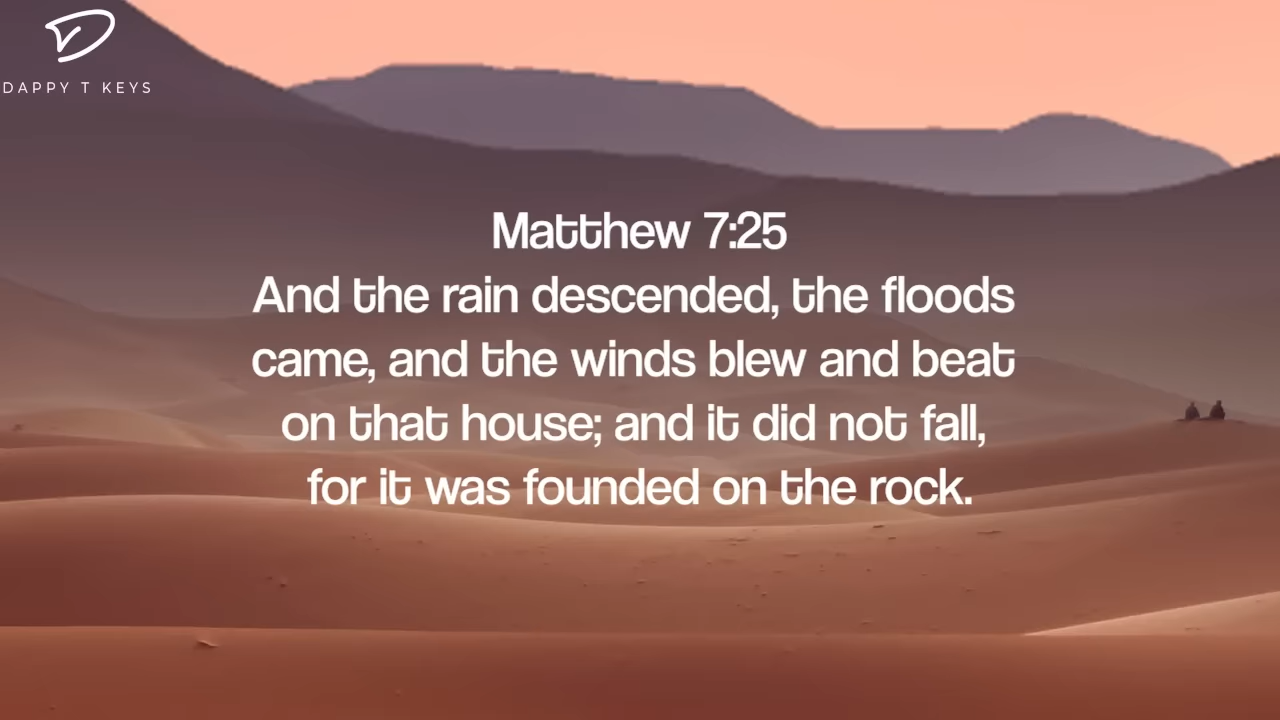 DAPPY T KEYS
Matthew 7:25
And the rain descended, the floods
came, and the winds blew and beat
on that house; and it did not fall,
for it was founded on the rock.